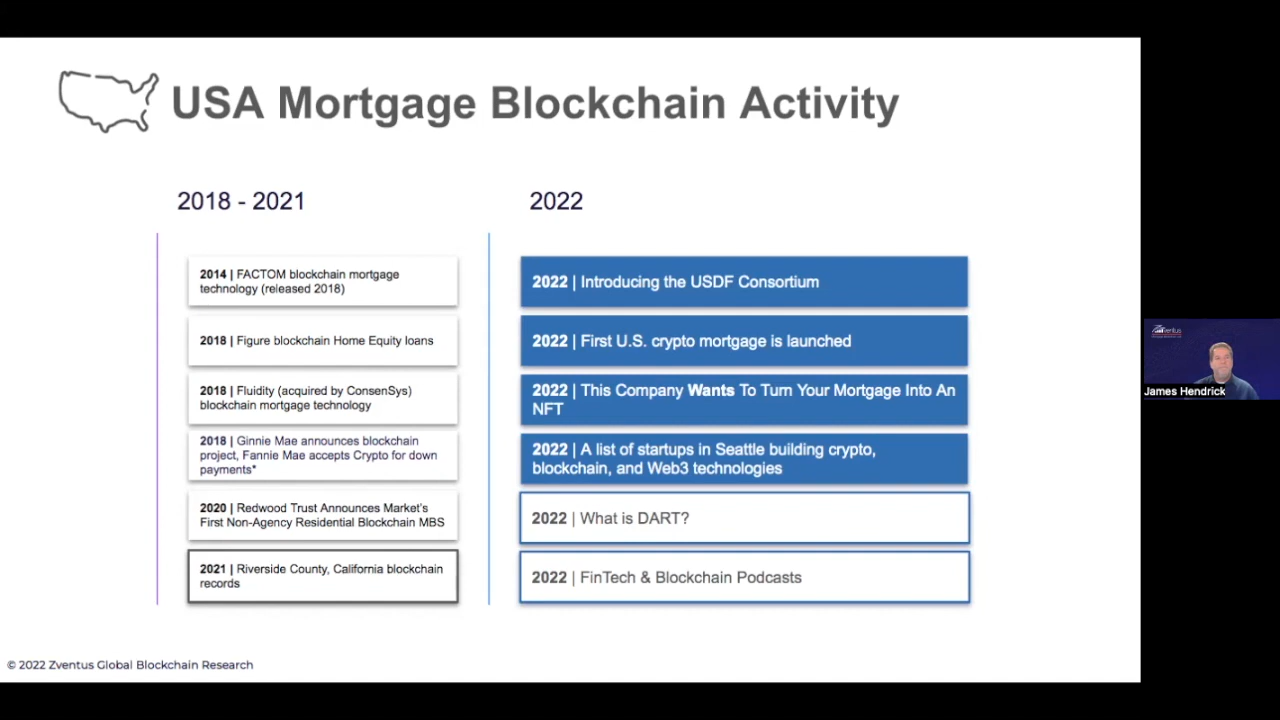 USA Mortgage Blockchain Activity
2018 - 2021
2014 | FACTOM blockchain mortgage
technology (released 2018)
2018 | Figure blockchain Home Equity loans
2018 | Fluidity (acquired by ConsenSys)
blockchain mortgage technology
2018 | Ginnie Mae announces blockchain
project, Fannie Mae accepts Crypto for down
payments*
2020 | Redwood Trust Announces Market's
First Non-Agency Residential Blockchain MBS
2021 | Riverside County, California blockchain
records
2022
2022 | Introducing the USDF Consortium
2022 | First U.S. crypto mortgage is launched
2022 | This Company Wants To Turn Your Mortgage Into An
NFT
2022 | A list of startups in Seattle building crypto,
blockchain, and Web3 technologies
2022 | What is DART?
2022 | FinTech & Blockchain Podcasts
© 2022 Zventus Global Blockchain Research
James Hendrick